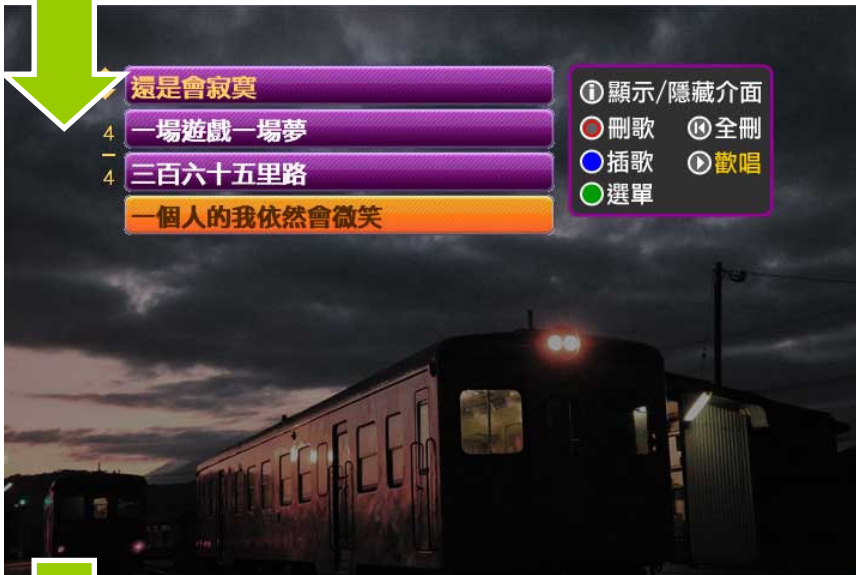 還是會寂寞
4 一場遊戲一場夢
4 三百六十五里路
一個人的我依然會微笑
顯示/隱藏介面
刪歌 全刪
插歌 歡唱
選單